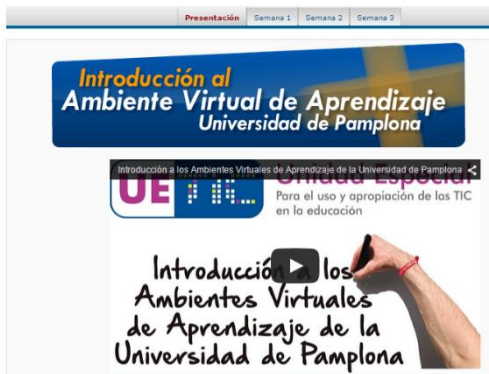 Presentación Semana 1 Semana 2 Semana 3
Introducción al
Ambiente Virtual de Aprendizaje
Universidad de Pamplona
Introducción a los Ambientes Virtuales de Aprendizaje de la Universidad de Pamplona
UETIC Unidad Especial
Para el uso y apropiación de las TIC
en la educación
Introducción a los
Ambientes Virtuales
de Aprendizaje de la
Universidad de Pamplona